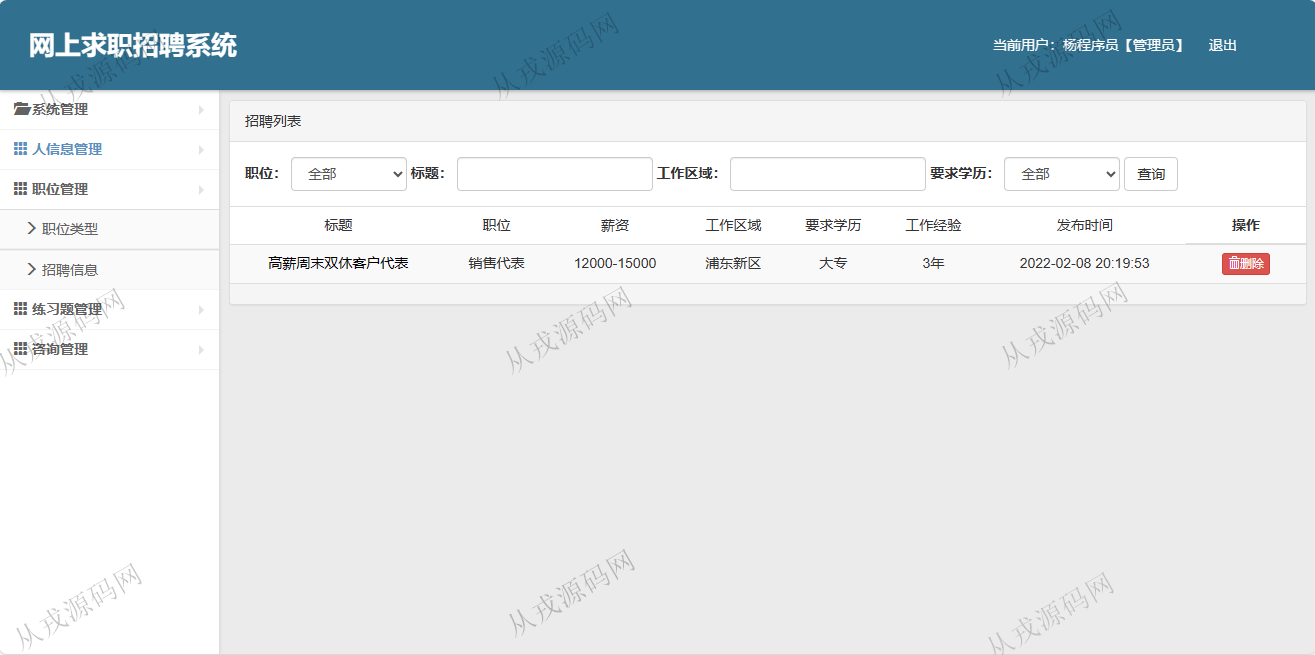 网上求职招聘系统
当前用户：杨程序员【管理员】 退出
系统管理
人信息管理
职位管理
职位类型
招聘信息
练习题管理
咨询管理
招聘列表
职位： 全部 标题： 工作区域： 要求学历： 全部 查询
标题 职位 薪资 工作区域 要求学历 工作经验 发布时间 操作
高薪周末双休客户代表 销售代表 12000-15000 浦东新区 大专 3年 2022-02-08 20:19:53 删除
从戎源码网
从戎源码网
从戎源码网
从戎源码网
从戎源码网
从戎源码网
从戎源码网
从戎源码网
从戎源码网